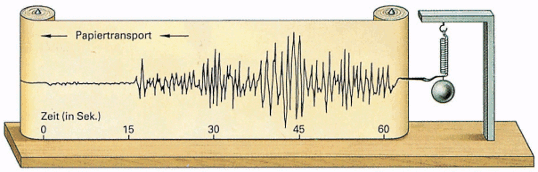 Papiertransport
Zeit (in Sek.)
0 15 30 45 60